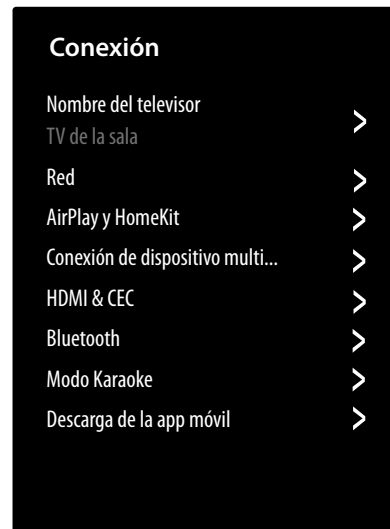 Conexión
Nombre del televisor
TV de la sala
Red
AirPlay y HomeKit
Conexión de dispositivo multi...
HDMI & CEC
Bluetooth
Modo Karaoke
Descarga de la app móvil